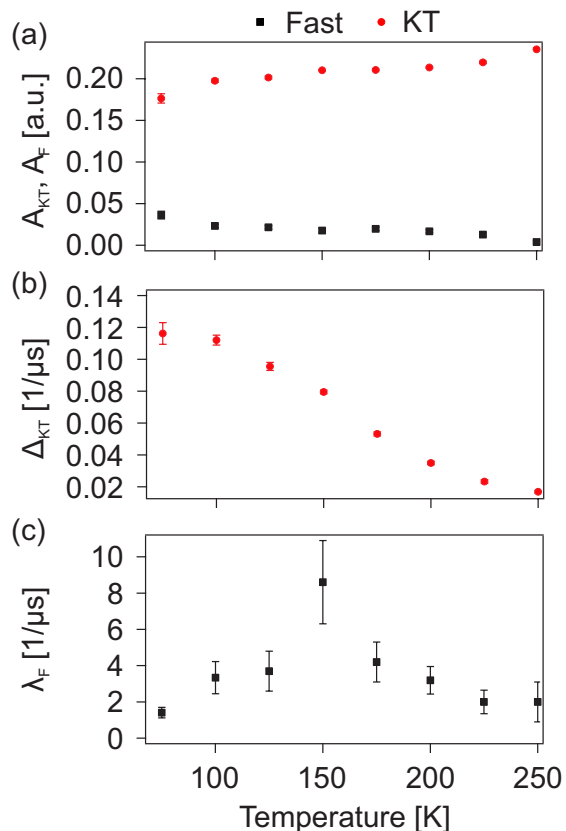 Fast KT
(a)
A_KT, A_F [a.u.]
0.20
0.15
0.10
0.05
0.00
(b)
Δ_KT [1/μs]
0.14
0.12
0.10
0.08
0.06
0.04
0.02
(c)
λ_F [1/μs]
10
8
6
4
2
0
100 150 200 250
Temperature [K]